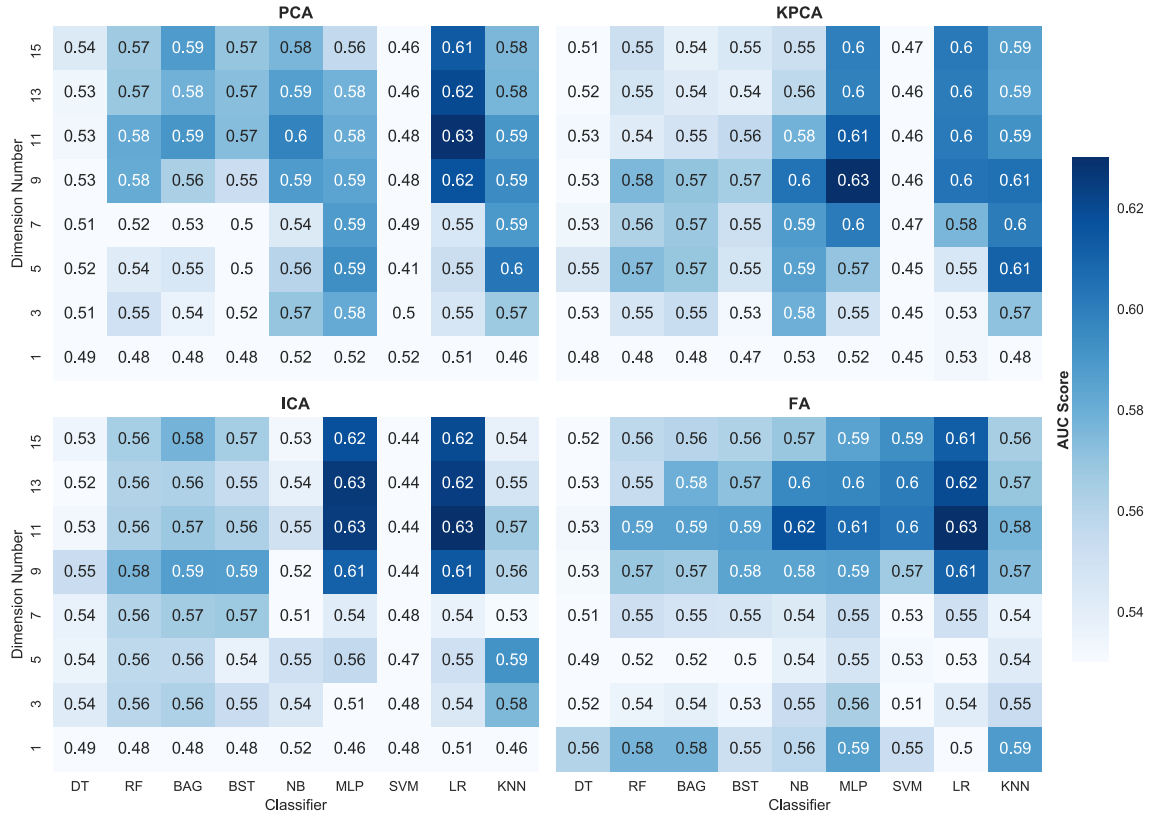 PCA KPCA
15 0.54 0.57 0.59 0.57 0.58 0.56 0.46 0.61 0.58 0.51 0.55 0.54 0.55 0.55 0.6 0.47 0.6 0.59
13 0.53 0.57 0.58 0.57 0.59 0.58 0.46 0.62 0.58 0.52 0.55 0.54 0.54 0.56 0.6 0.46 0.6 0.59
11 0.53 0.58 0.59 0.57 0.6 0.58 0.48 0.63 0.59 0.53 0.54 0.55 0.56 0.58 0.61 0.46 0.6 0.59
9 0.53 0.58 0.56 0.55 0.59 0.59 0.48 0.62 0.59 0.53 0.58 0.57 0.57 0.6 0.63 0.46 0.6 0.61
7 0.51 0.52 0.53 0.5 0.54 0.59 0.49 0.55 0.59 0.53 0.56 0.57 0.55 0.59 0.6 0.47 0.58 0.6
5 0.52 0.54 0.55 0.5 0.56 0.59 0.41 0.55 0.6 0.55 0.57 0.57 0.55 0.59 0.57 0.45 0.55 0.61
3 0.51 0.55 0.54 0.52 0.57 0.58 0.5 0.55 0.57 0.53 0.55 0.55 0.53 0.58 0.55 0.45 0.53 0.57
1 0.49 0.48 0.48 0.48 0.52 0.52 0.52 0.51 0.46 0.48 0.48 0.48 0.47 0.53 0.52 0.45 0.53 0.48
Dimension Number
ICA FA
15 0.53 0.56 0.58 0.57 0.53 0.62 0.44 0.62 0.54 0.52 0.56 0.56 0.56 0.57 0.59 0.59 0.61 0.56
13 0.52 0.56 0.56 0.55 0.54 0.63 0.44 0.62 0.55 0.53 0.55 0.58 0.57 0.6 0.6 0.6 0.62 0.57
11 0.53 0.56 0.57 0.56 0.55 0.63 0.44 0.63 0.57 0.53 0.59 0.59 0.59 0.62 0.61 0.6 0.63 0.58
9 0.55 0.58 0.59 0.59 0.52 0.61 0.44 0.61 0.56 0.53 0.57 0.57 0.58 0.58 0.59 0.57 0.61 0.57
7 0.54 0.56 0.57 0.57 0.51 0.54 0.48 0.54 0.53 0.51 0.55 0.55 0.55 0.54 0.55 0.53 0.55 0.54
5 0.54 0.56 0.56 0.54 0.55 0.56 0.47 0.55 0.59 0.49 0.52 0.52 0.5 0.54 0.55 0.53 0.53 0.54
3 0.54 0.56 0.56 0.55 0.54 0.51 0.48 0.54 0.58 0.52 0.54 0.54 0.53 0.55 0.56 0.51 0.54 0.55
1 0.49 0.48 0.48 0.48 0.52 0.46 0.48 0.51 0.46 0.56 0.58 0.58 0.55 0.56 0.59 0.55 0.5 0.59
Dimension Number
DT RF BAG BST NB MLP SVM LR KNN DT RF BAG BST NB MLP SVM LR KNN
Classifier Classifier
AUC Score
0.62
0.60
0.58
0.56
0.54